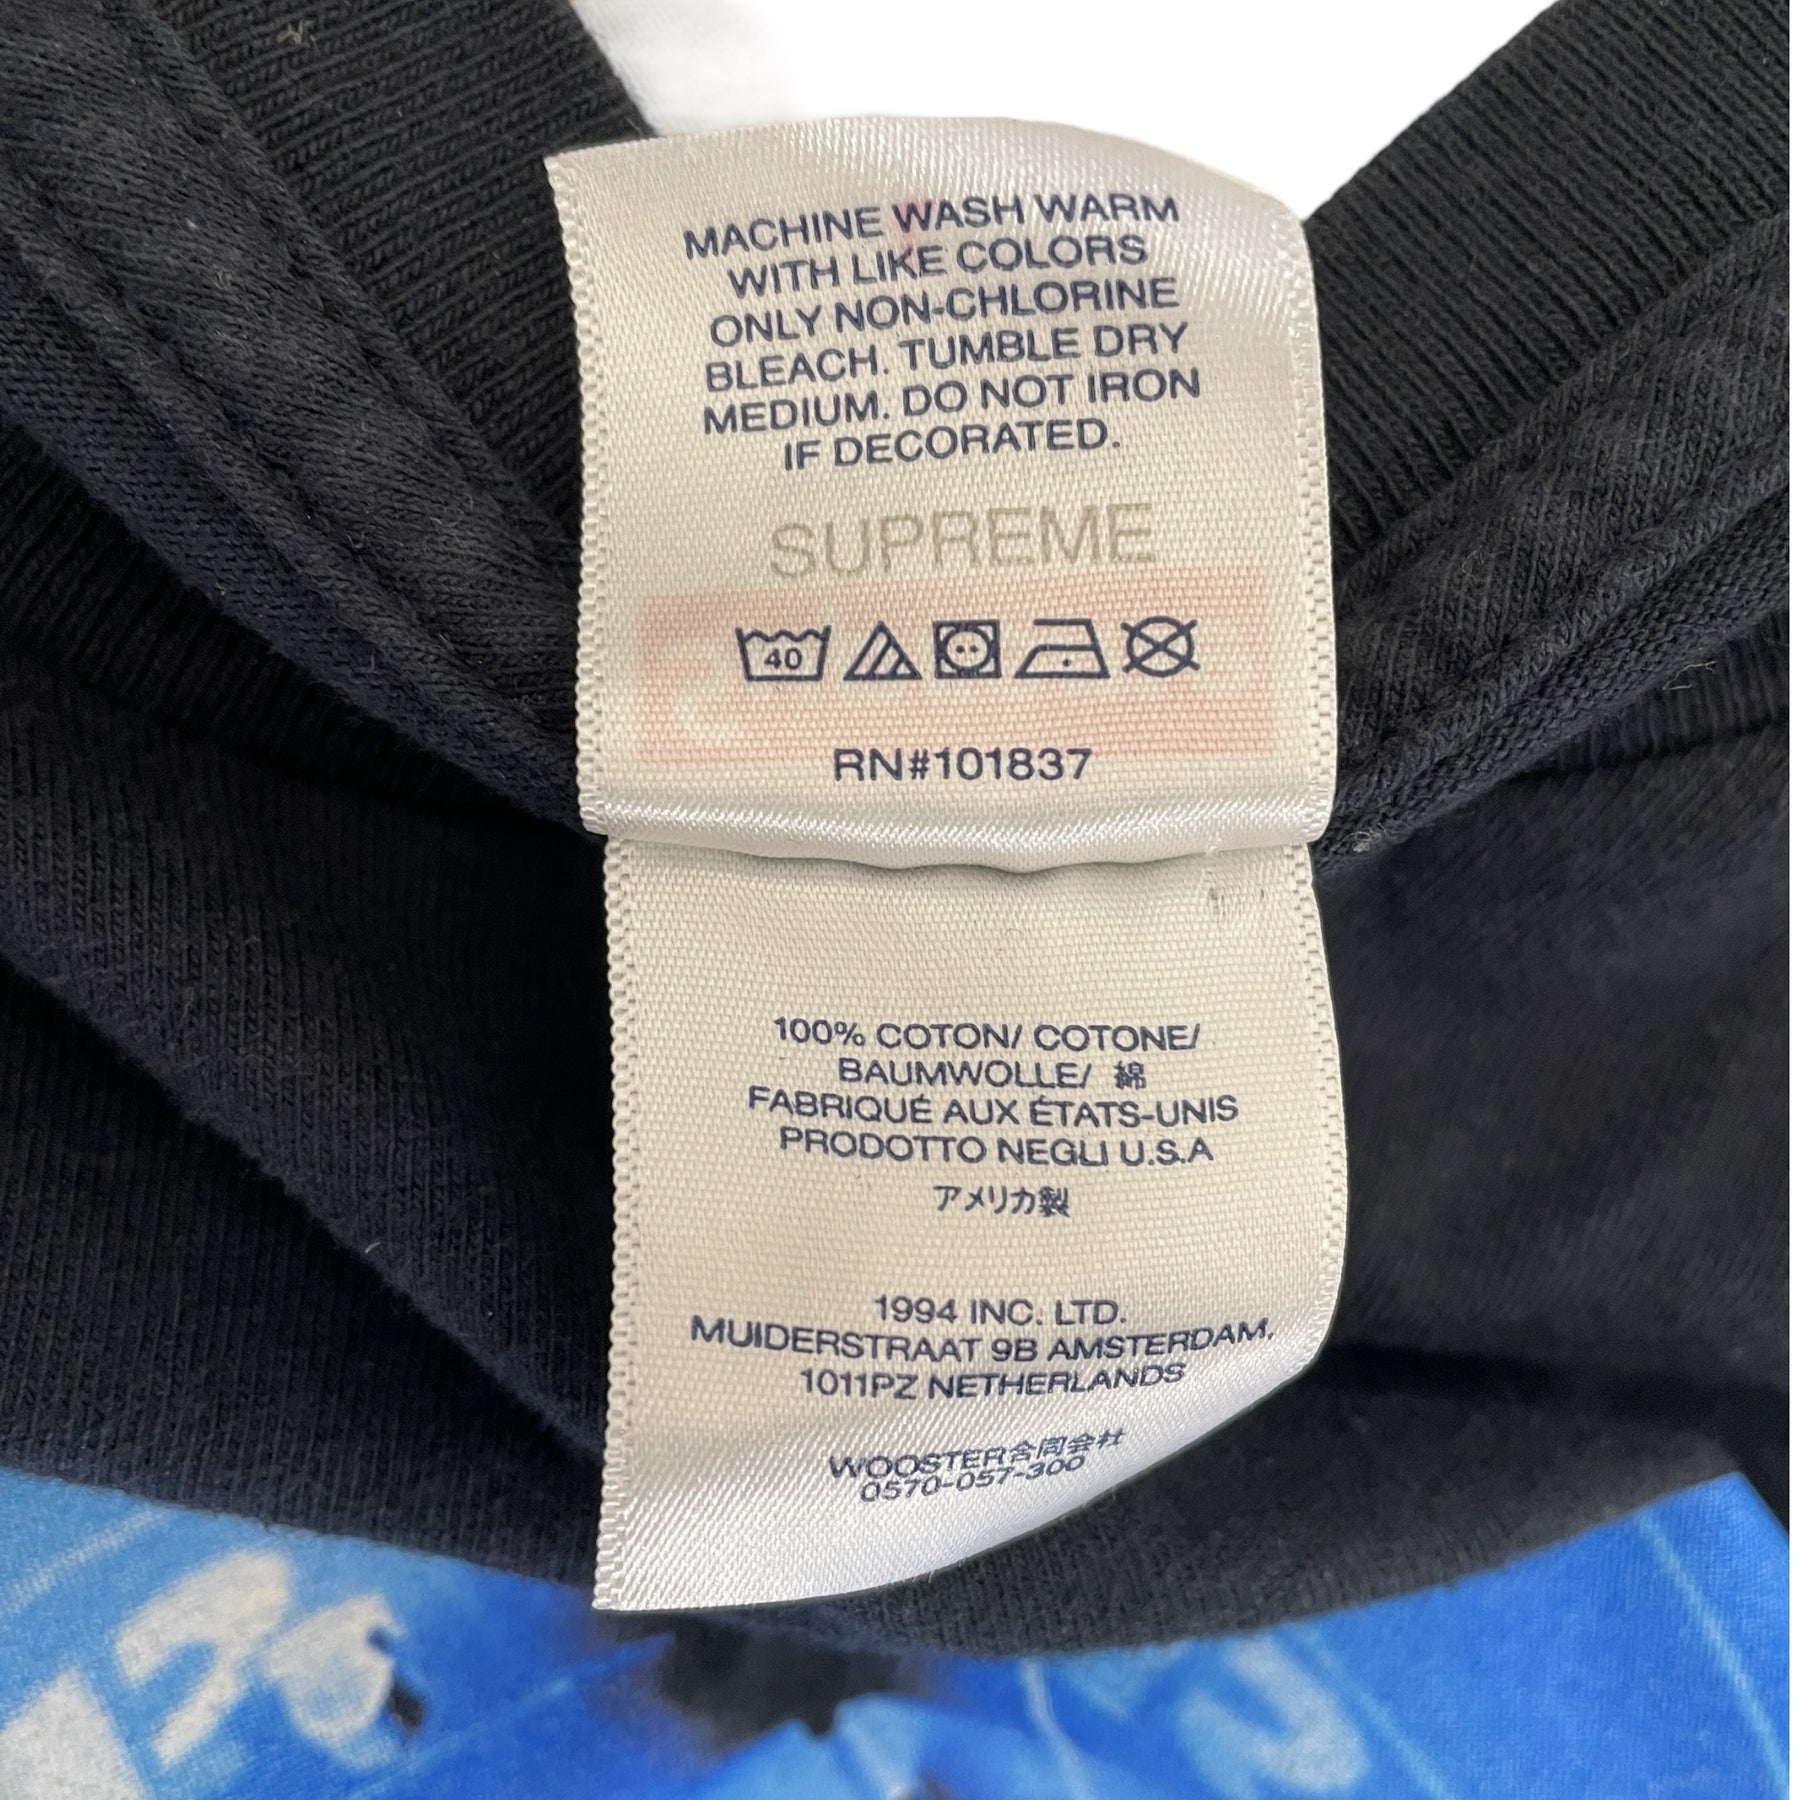 MACHINE WASH WARM
WITH LIKE COLORS
ONLY NON-CHLORINE
BLEACH. TUMBLE DRY
MEDIUM. DO NOT IRON
IF DECORATED.
SUPREME
40
RN#101837
100% COTON/ COTONE/
BAUMWOLLE/ 綿
FABRIQUÉ AUX ÉTATS-UNIS
PRODOTTO NEGLI U.S.A
アメリカ製
1994 INC. LTD.
MUIDERSTRAAT 9B AMSTERDAM,
1011PZ NETHERLANDS
WOOSTER合同会社
0570-057-300